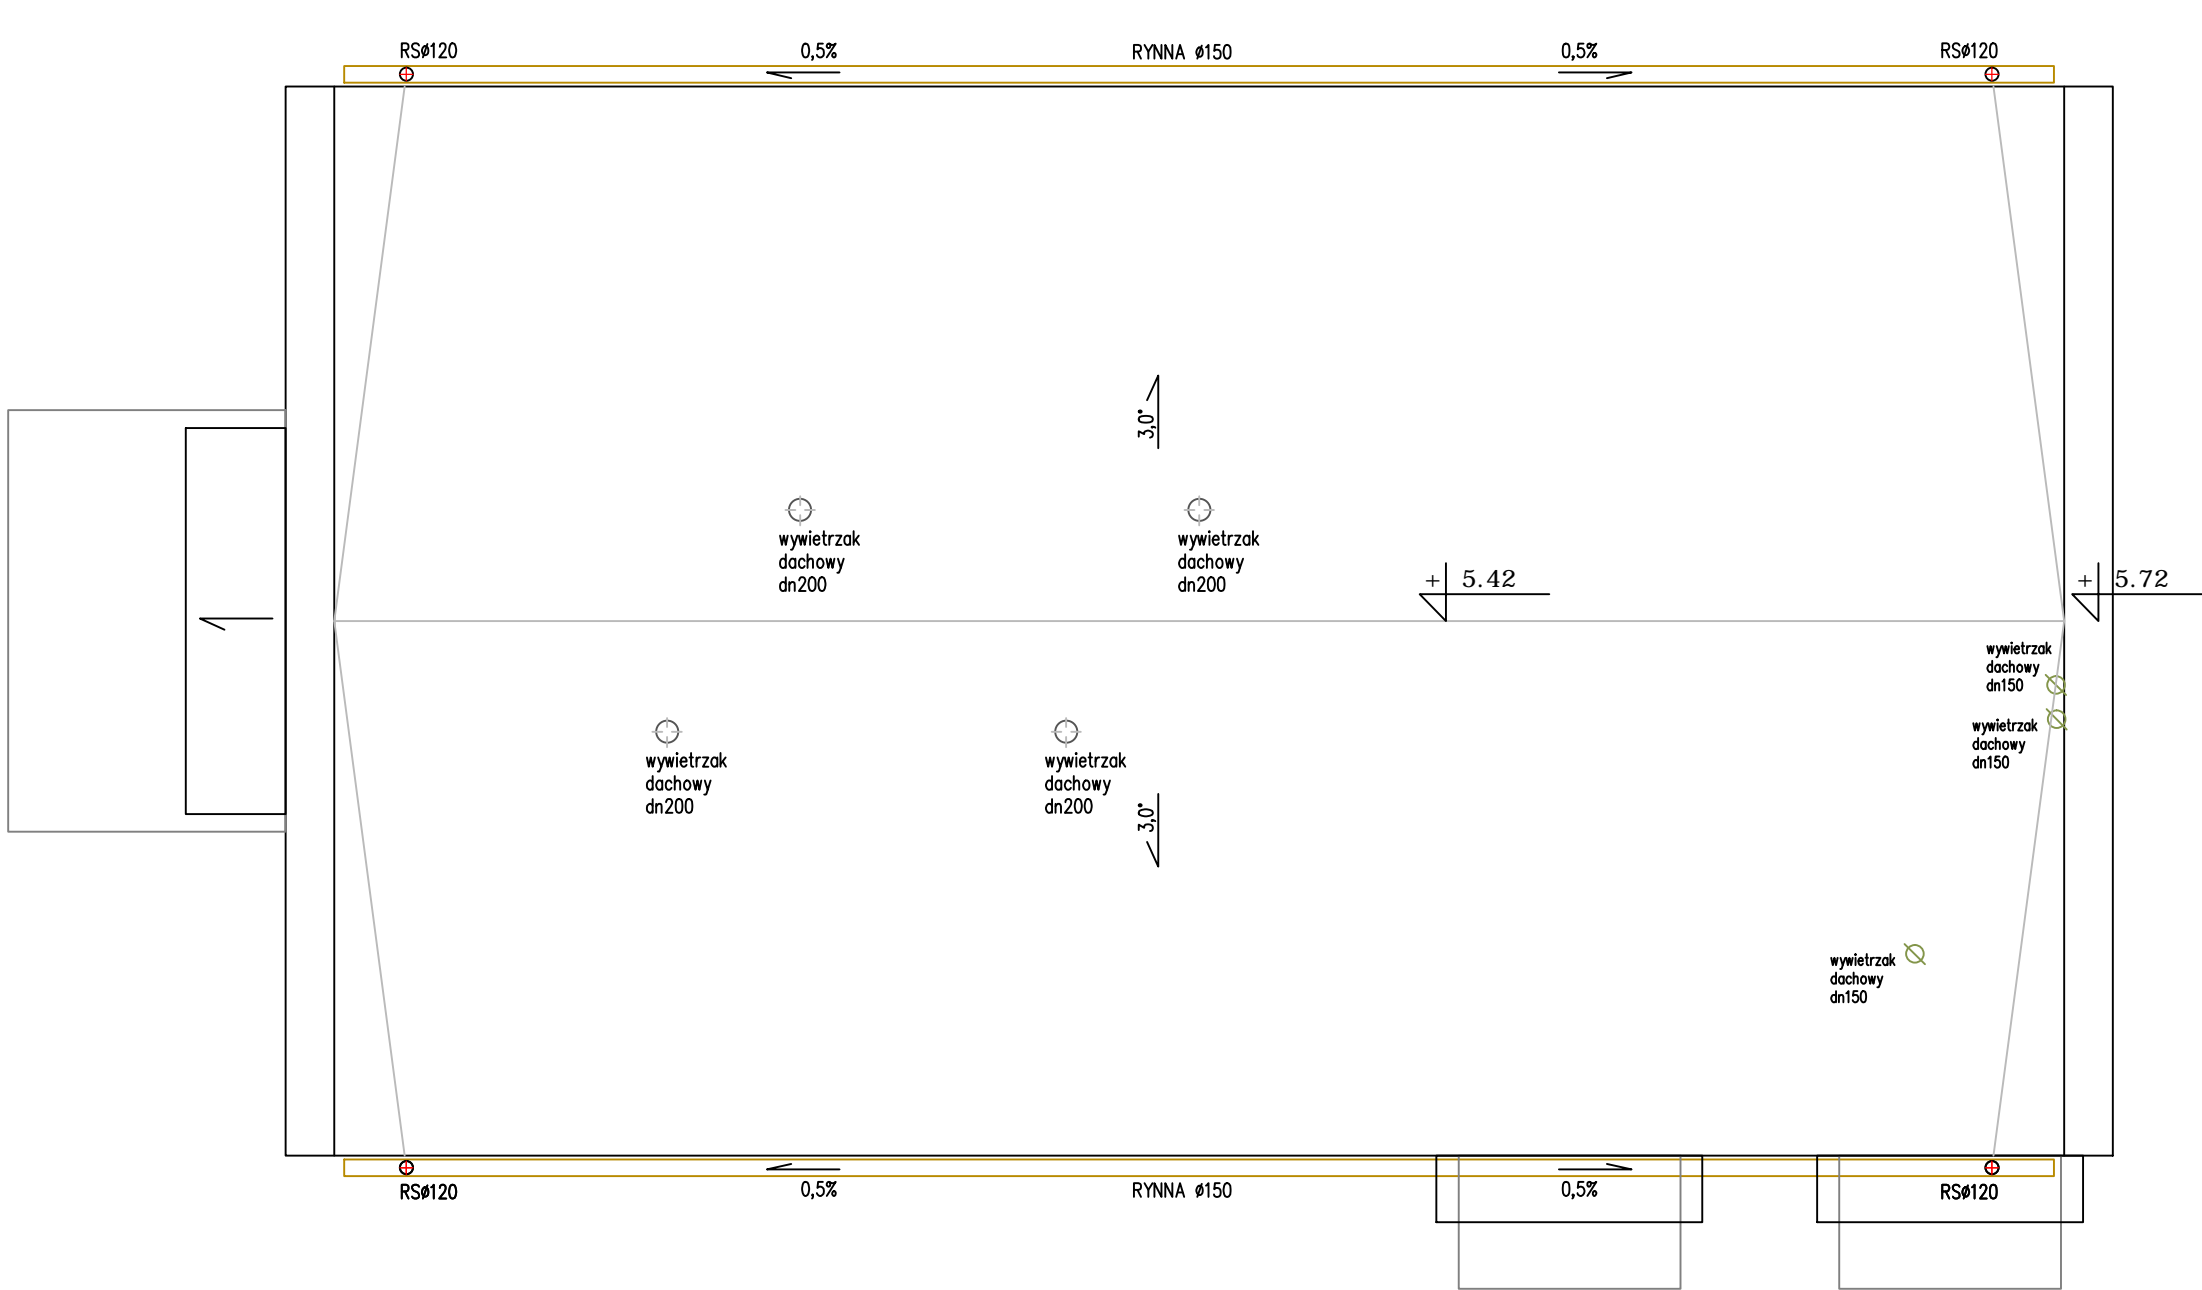 RSø120
0,5%
RYNNA ø150
0,5%
RSø120
3,0°
wywietrzak
dachowy
dn200
wywietrzak
dachowy
dn200
+ 5.42
+ 5.72
wywietrzak
dachowy
dn150
wywietrzak
dachowy
dn150
wywietrzak
dachowy
dn200
wywietrzak
dachowy
dn200
3,0°
wywietrzak
dachowy
dn150
RSø120
0,5%
RYNNA ø150
0,5%
RSø120